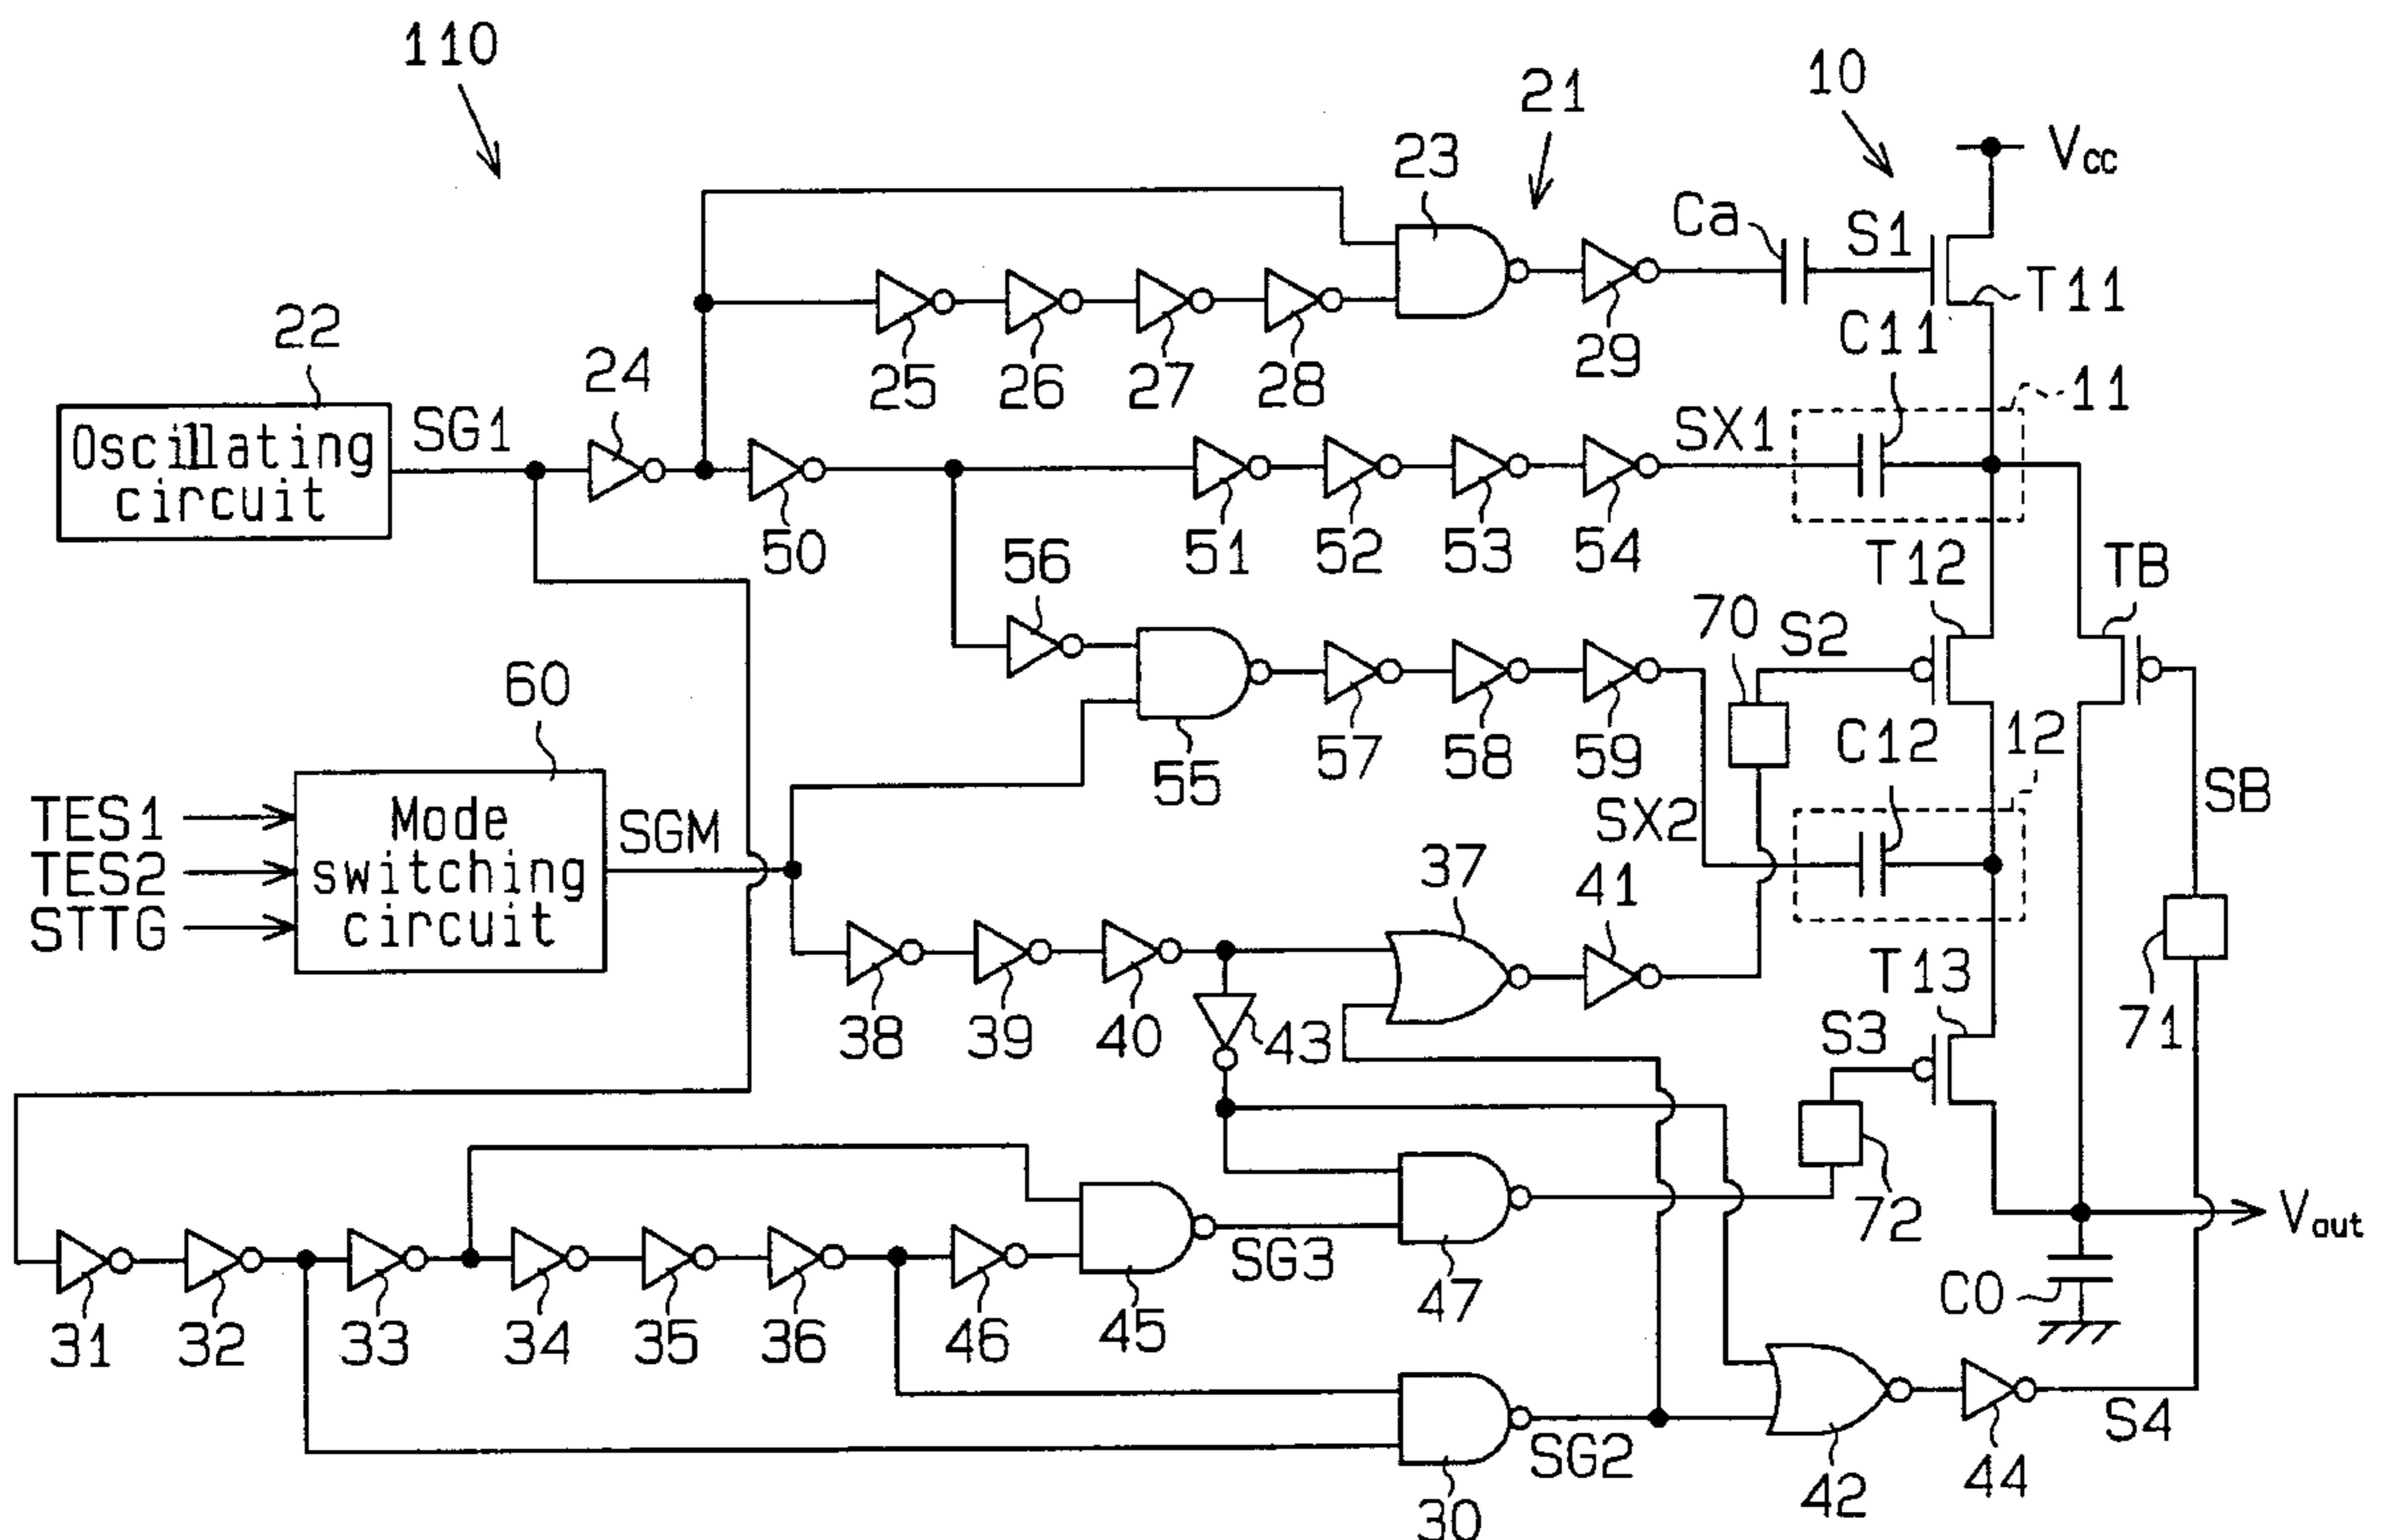 110
10
21
23
Vcc
Ca
S1
T11
22
24
25
26
27
28
29
C11
11
Oscillating
circuit
SG1
SX1
50
51
52
53
54
56
T12
TB
70
S2
60
55
57
58
59
C12
12
SB
TES1
TES2
STTG
Mode
switching
circuit
SGM
SX2
37
41
38
39
40
43
T13
S3
71
72
Vout
31
32
33
34
35
36
46
45
SG3
47
C0
30
SG2
42
44
S4